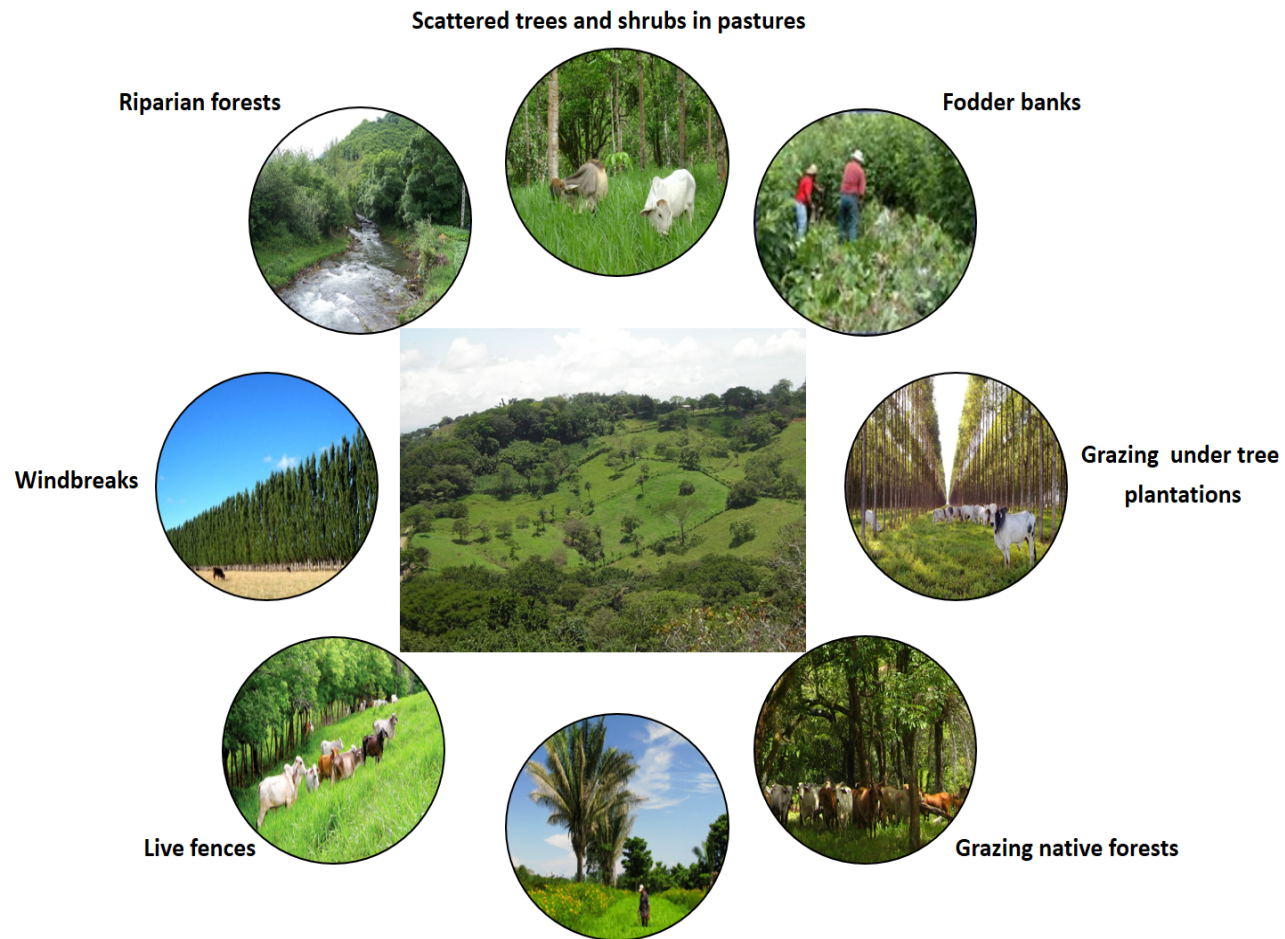 Scattered trees and shrubs in pastures
Riparian forests
Fodder banks
Windbreaks
Grazing under tree
plantations
Live fences
Grazing native forests